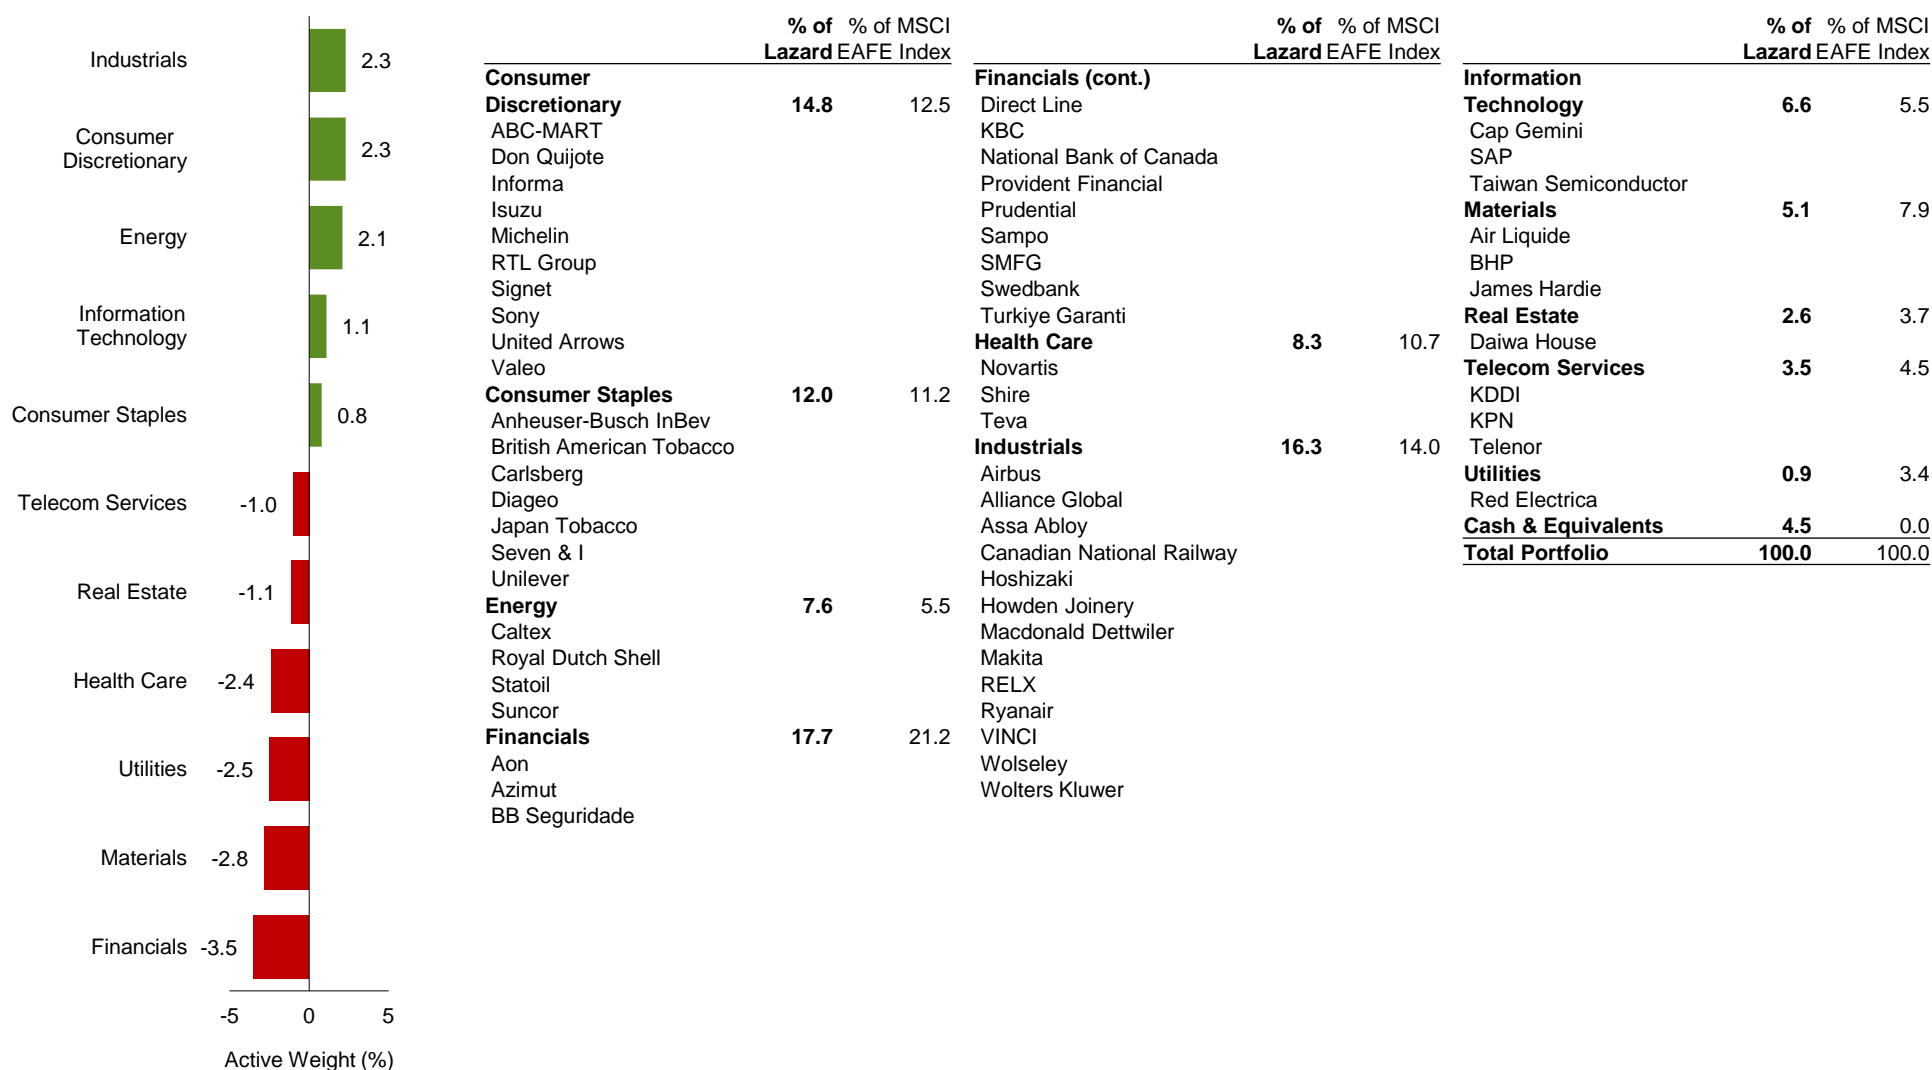 Industrials 2.3
Consumer
Discretionary 2.3
Energy 2.1
Information
Technology 1.1
Consumer Staples 0.8
Telecom Services -1.0
Real Estate -1.1
Health Care -2.4
Utilities -2.5
Materials -2.8
Financials -3.5
-5 0 5
Active Weight (%)
% of % of MSCI
Lazard EAFE Index
Consumer
Discretionary 14.8 12.5
ABC-MART
Don Quijote
Informa
Isuzu
Michelin
RTL Group
Signet
Sony
United Arrows
Valeo
Consumer Staples 12.0 11.2
Anheuser-Busch InBev
British American Tobacco
Carlsberg
Diageo
Japan Tobacco
Seven & I
Unilever
Energy 7.6 5.5
Caltex
Royal Dutch Shell
Statoil
Suncor
Financials 17.7 21.2
Aon
Azimut
BB Seguridade
% of % of MSCI
Lazard EAFE Index
Financials (cont.)
Direct Line
KBC
National Bank of Canada
Provident Financial
Prudential
Sampo
SMFG
Swedbank
Turkiye Garanti
Health Care 8.3 10.7
Novartis
Shire
Teva
Industrials 16.3 14.0
Airbus
Alliance Global
Assa Abloy
Canadian National Railway
Hoshizaki
Howden Joinery
Macdonald Dettwiler
Makita
RELX
Ryanair
VINCI
Wolseley
Wolters Kluwer
% of % of MSCI
Lazard EAFE Index
Information
Technology 6.6 5.5
Cap Gemini
SAP
Taiwan Semiconductor
Materials 5.1 7.9
Air Liquide
BHP
James Hardie
Real Estate 2.6 3.7
Daiwa House
Telecom Services 3.5 4.5
KDDI
KPN
Telenor
Utilities 0.9 3.4
Red Electrica
Cash & Equivalents 4.5 0.0
Total Portfolio 100.0 100.0